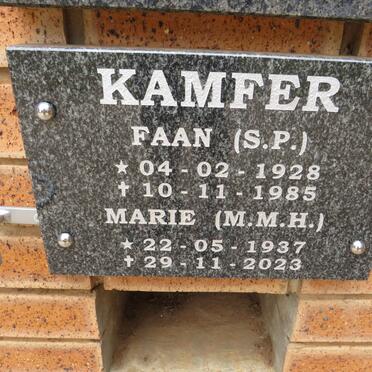 KAMFER
FAAN (S.P.)
★ 04 - 02 - 1928
✝ 10 - 11 - 1985
MARIE (M.M.H.)
★ 22 - 05 - 1937
✝ 29 - 11 - 2023